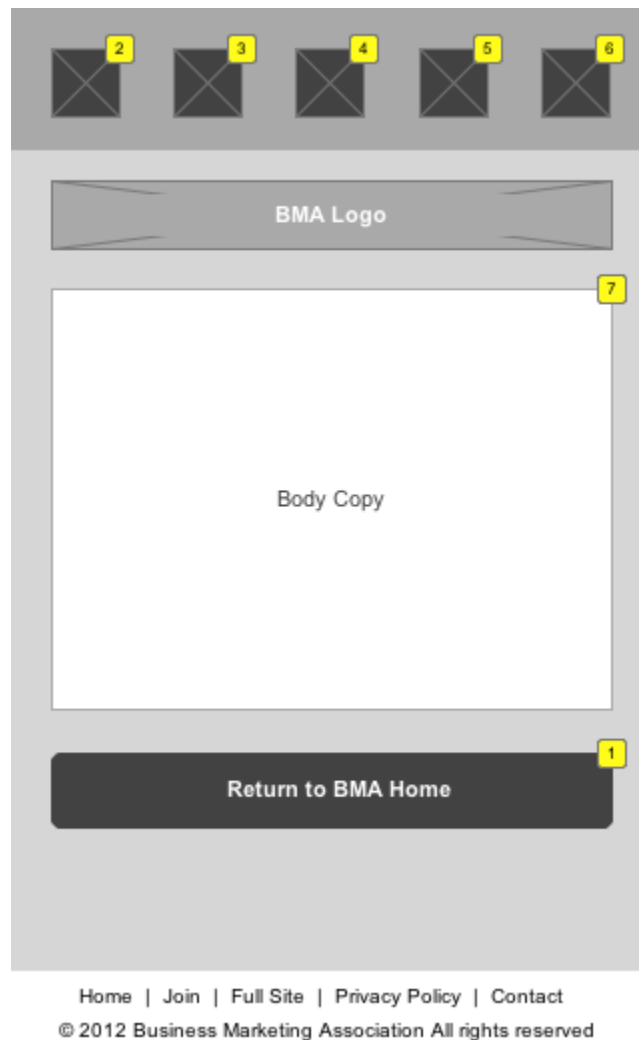 2 3 4 5 6
BMA Logo
7
Body Copy
1
Return to BMA Home
Home | Join | Full Site | Privacy Policy | Contact
© 2012 Business Marketing Association All rights reserved